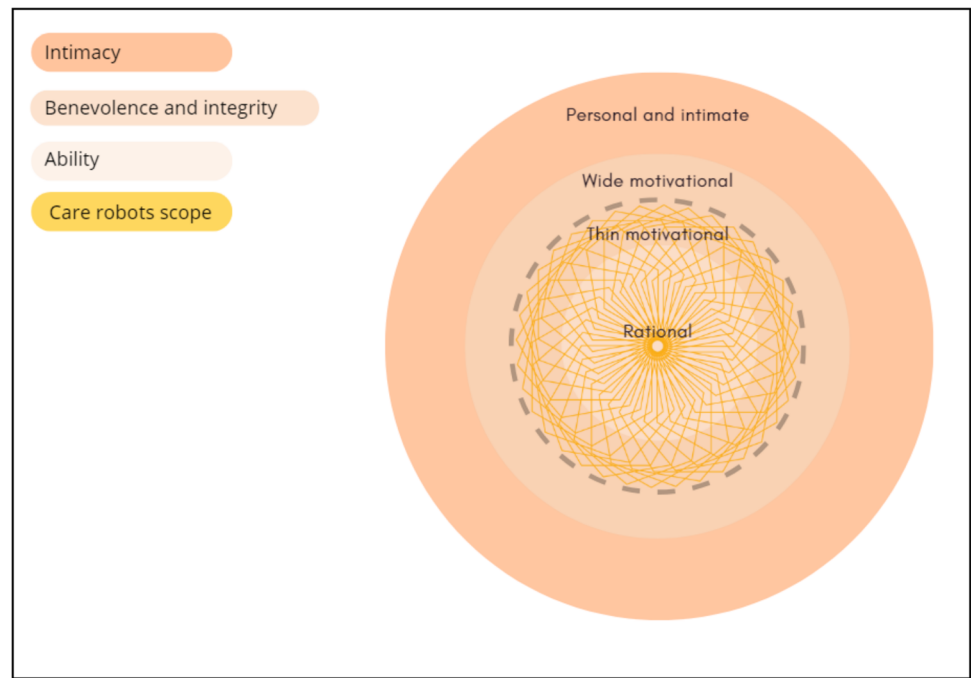 Intimacy
Benevolence and integrity
Ability
Care robots scope
Personal and intimate
Wide motivational
Thin motivational
Rational